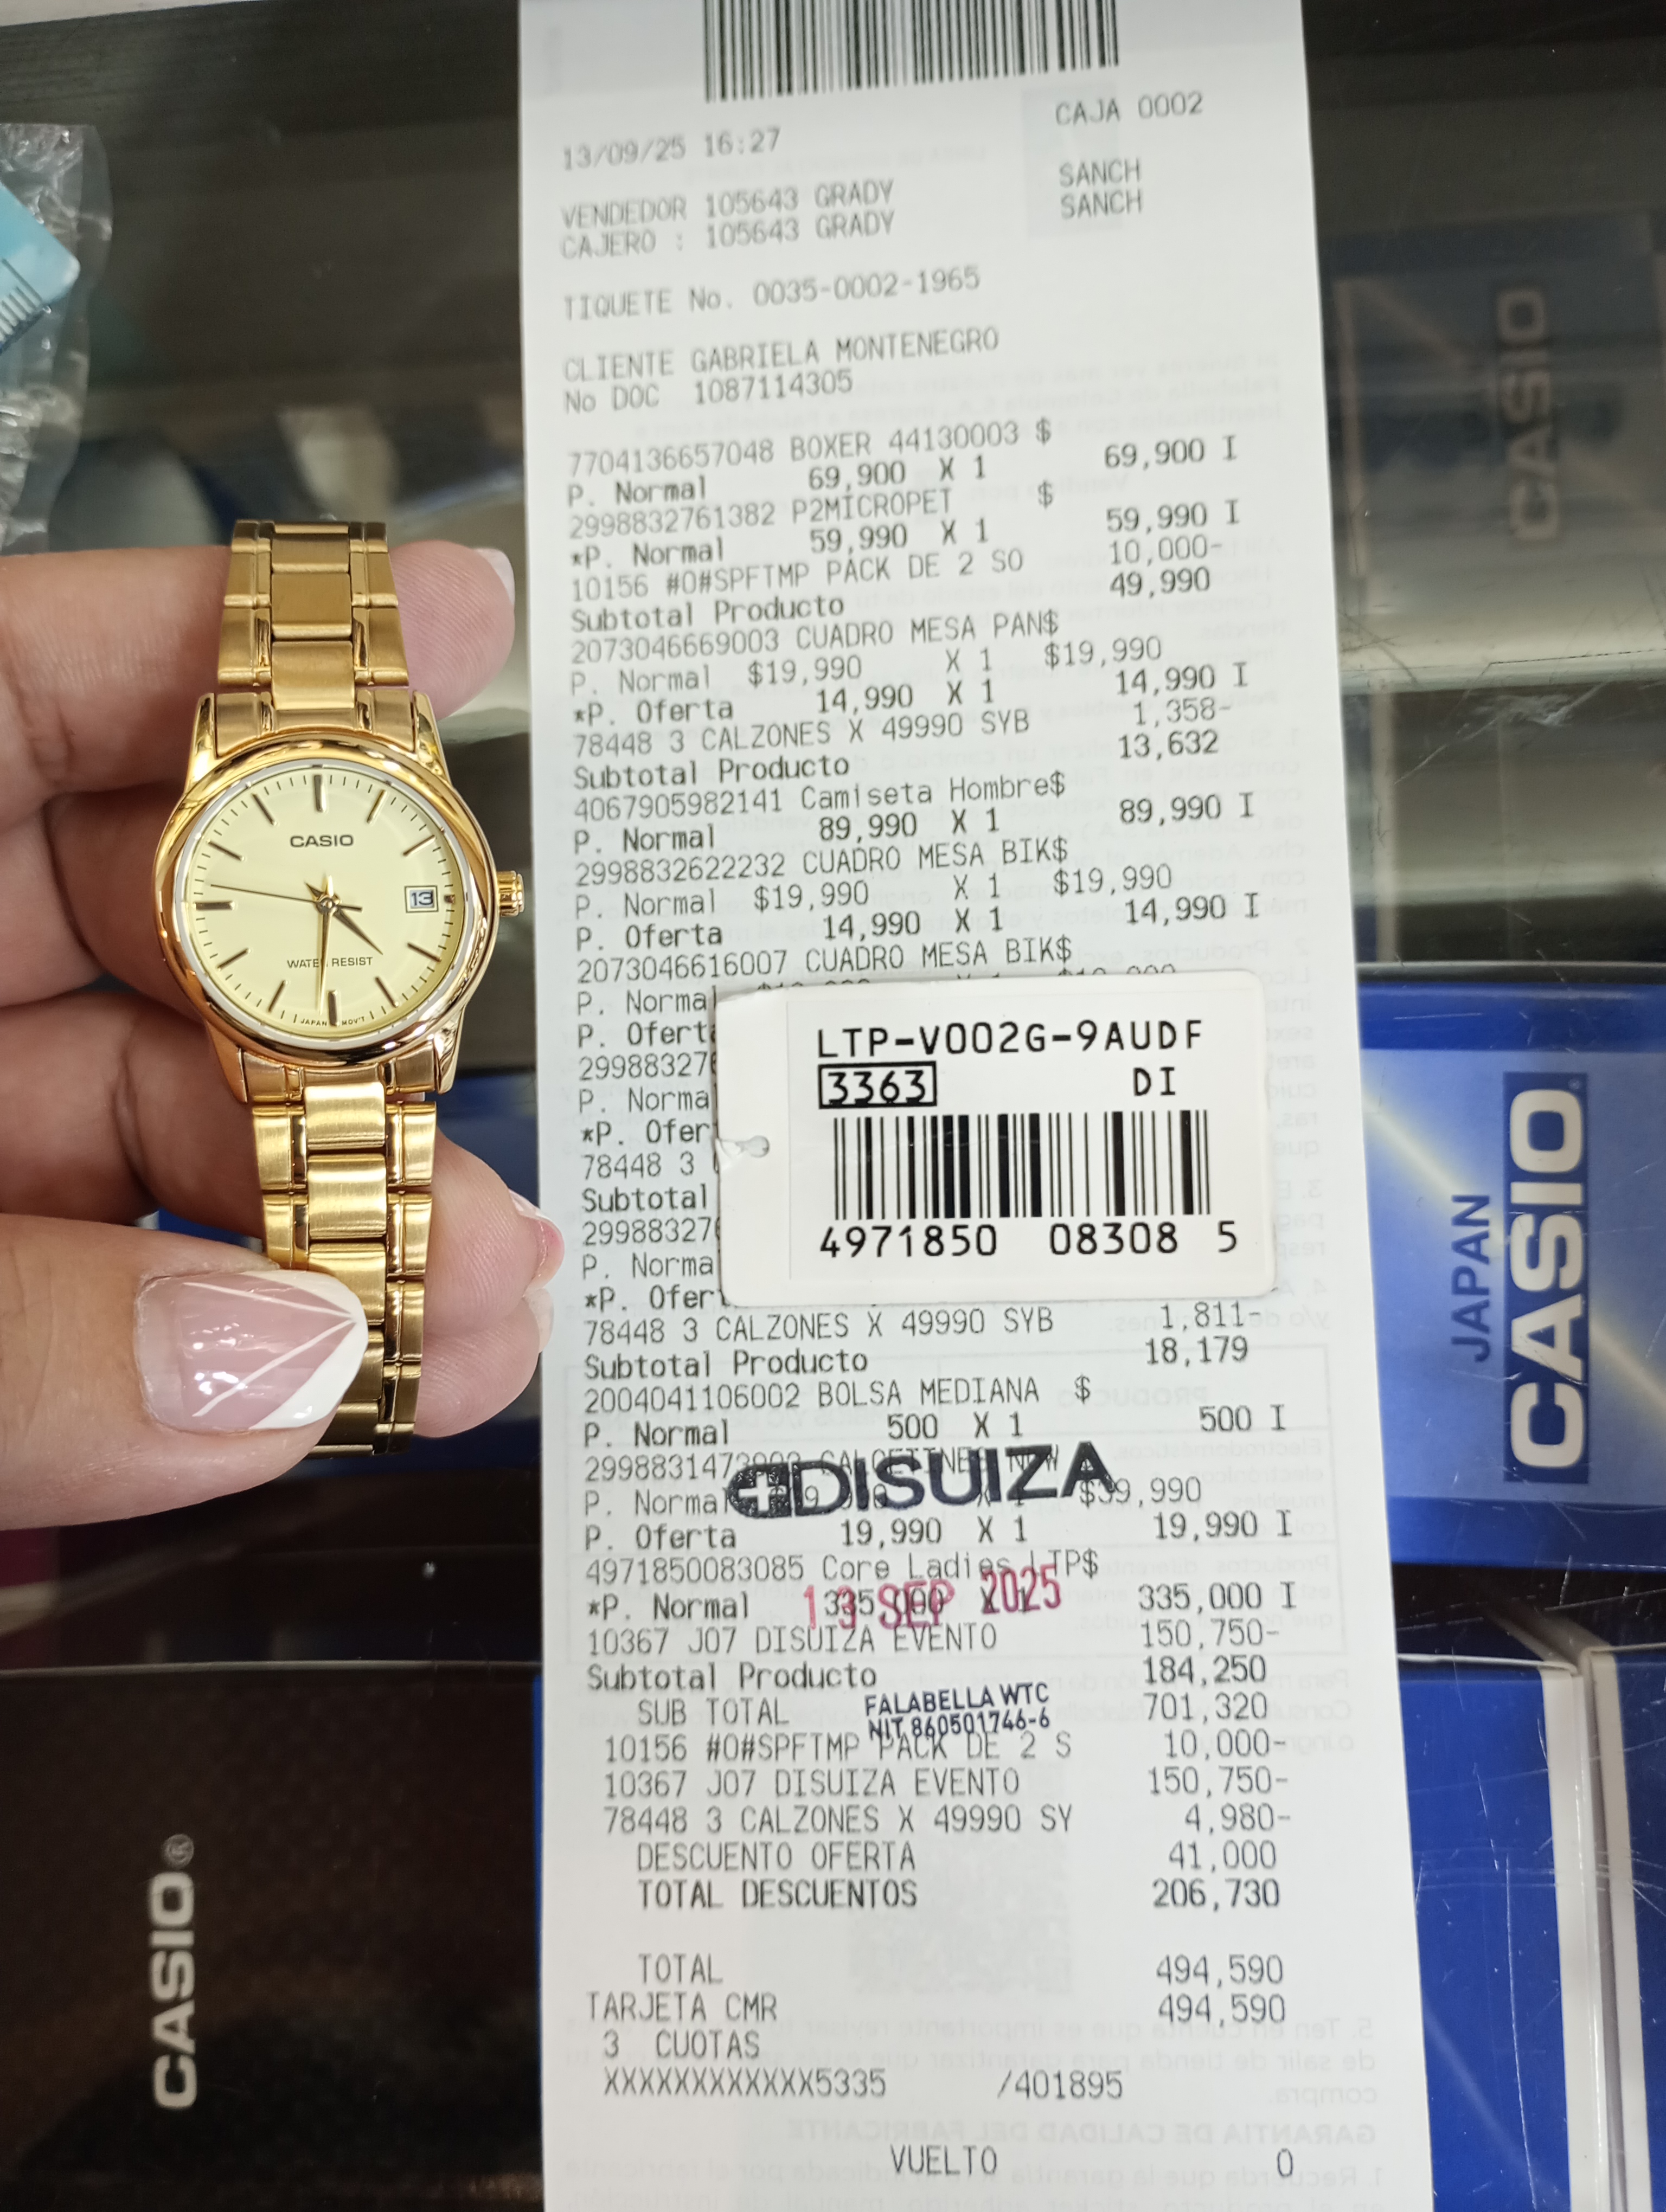 13/09/25 16:27 CAJA 0002
VENDEDOR 105643 GRADY SANCH
CAJERO : 105643 GRADY SANCH
TIQUETE No. 0035-0002-1965
CLIENTE GABRIELA MONTENEGRO
No DOC 1087114305
7704136657048 BOXER 44130003 $
P. Normal 69,900 X 1 69,900 I
2998832761382 P2MICROPET $
*P. Normal 59,990 X 1 59,990 I
10156 #0#SPFTMP PACK DE 2 SO 10,000-
Subtotal Producto 49,990
2073046669003 CUADRO MESA PAN$
P. Normal $19,990 X 1 $19,990
*P. Oferta 14,990 X 1 14,990 I
78448 3 CALZONES X 49990 SYB 1,358-
Subtotal Producto 13,632
4067905982141 Camiseta Hombre$
P. Normal 89,990 X 1 89,990 I
2998832622232 CUADRO MESA BIK$
P. Normal $19,990 X 1 $19,990
P. Oferta 14,990 X 1 14,990 I
2073046616007 CUADRO MESA BIK$
P. Norma
P. Ofert
29988327
P. Norma
*P. Ofer
78448 3
Subtotal
29988327
P. Norma
*P. Ofer
78448 3 CALZONES X 49990 SYB 1,811-
Subtotal Producto 18,179
2004041106002 BOLSA MEDIANA $
P. Normal 500 X 1 500 I
P. Normal $39,990
P. Oferta 19,990 X 1 19,990 I
4971850083085 Core Ladies LTP$
*P. Normal 335,000 X 1 335,000 I
10367 J07 DISUIZA EVENTO 150,750-
Subtotal Producto 184,250
SUB TOTAL 701,320
10156 #0#SPFTMP PACK DE 2 S 10,000-
10367 J07 DISUIZA EVENTO 150,750-
78448 3 CALZONES X 49990 SY 4,980-
DESCUENTO OFERTA 41,000
TOTAL DESCUENTOS 206,730
TOTAL 494,590
TARJETA CMR 494,590
3 CUOTAS
XXXXXXXXXXXX5335 /401895
VUELTO 0
DISUIZA
13 SEP 2025
FALABELLA WTC
NIT 860501746-6
LTP-V002G-9AUDF
3363 DI
4971850 08308 5
CASIO
13
WATER RESIST
JAPAN MOV'T
CASIO
JAPAN
CASIO
CASIO®